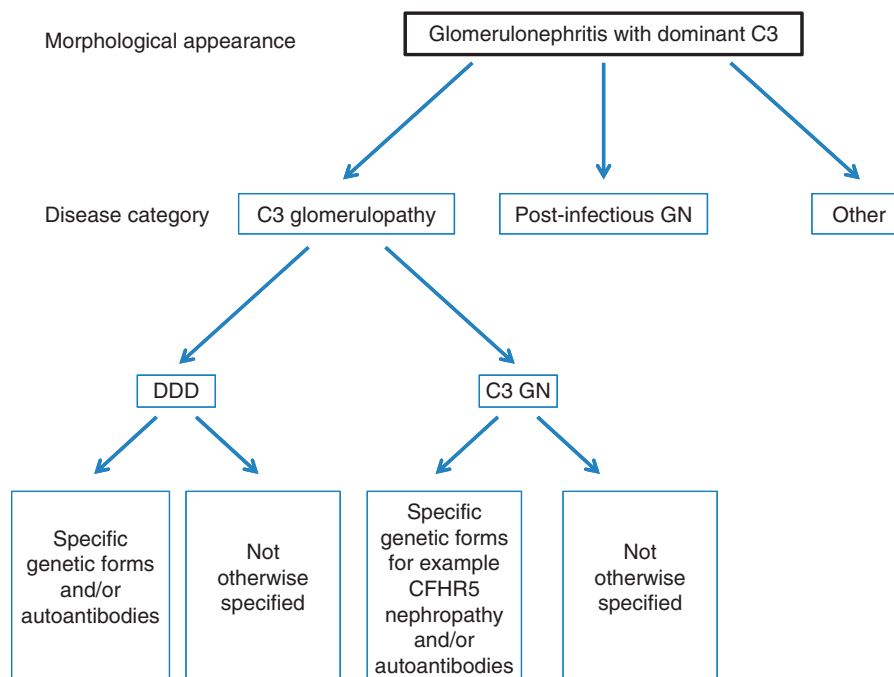 Morphological appearance
Glomerulonephritis with dominant C3
Disease category
C3 glomerulopathy
Post-infectious GN
Other
DDD
C3 GN
Specific
genetic forms
and/or
autoantibodies
Not
otherwise
specified
Specific
genetic forms
for example
CFHR5
nephropathy
and/or
autoantibodies
Not
otherwise
specified